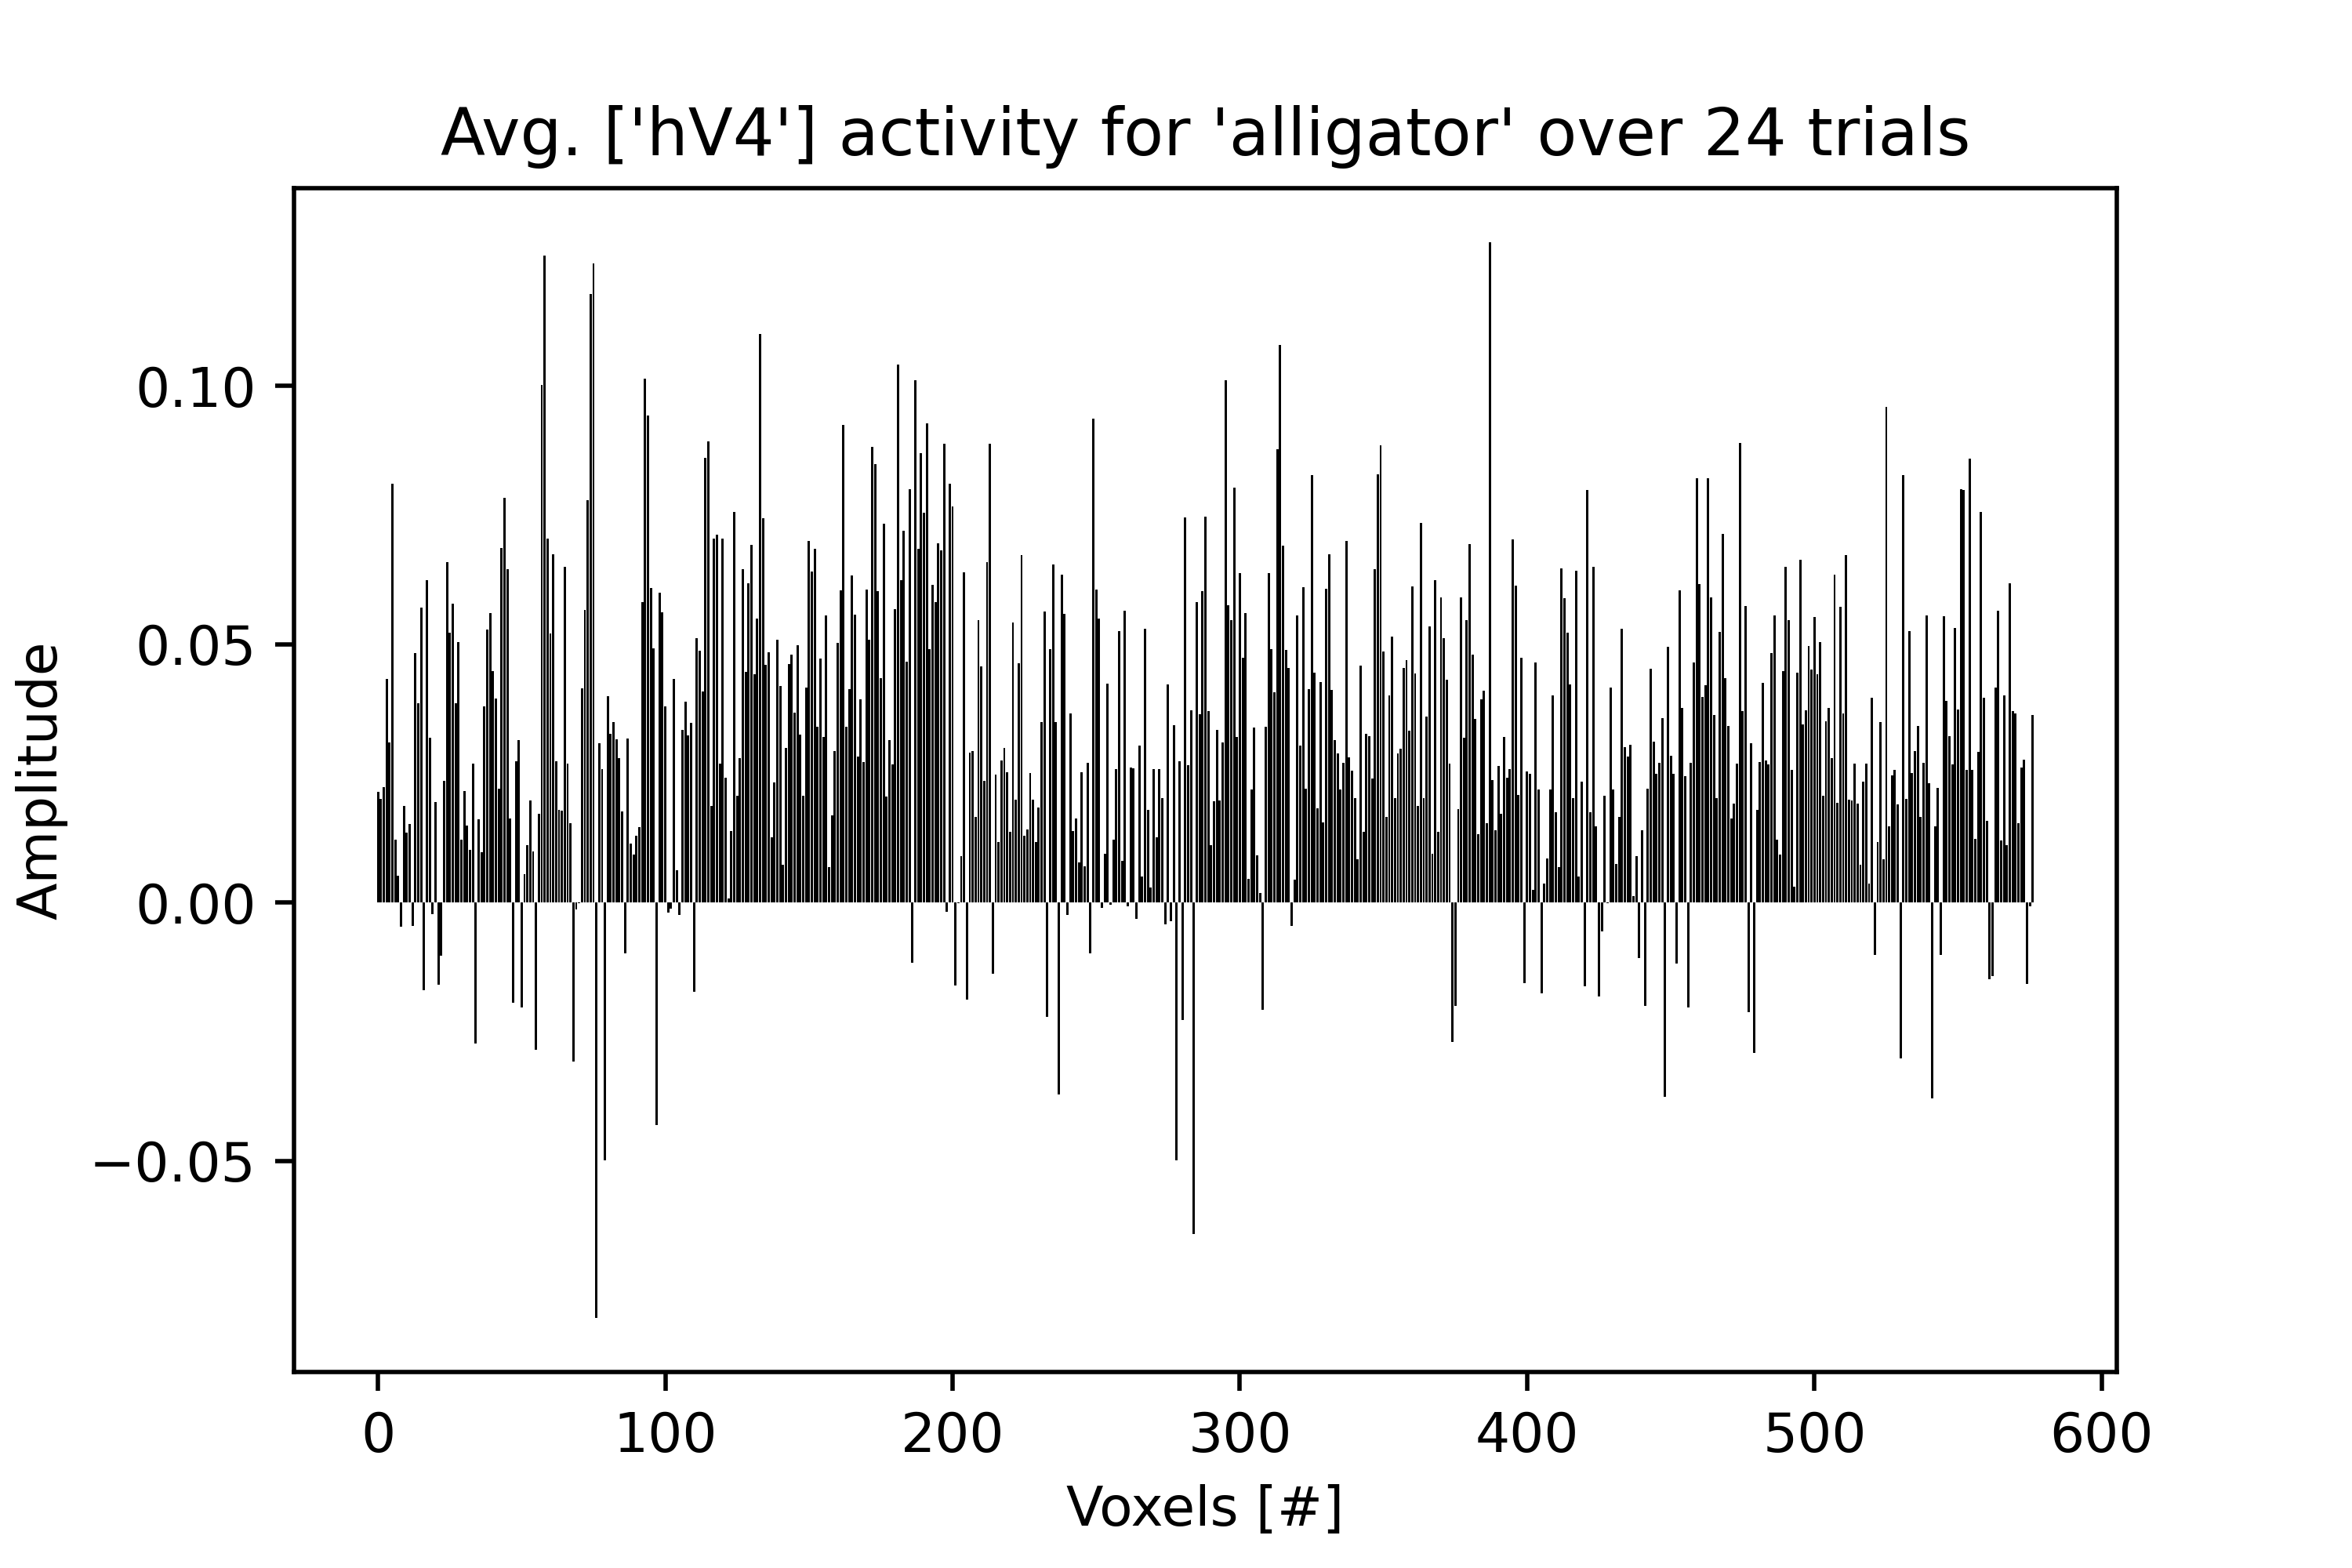 Avg. ['hV4'] activity for 'alligator' over 24 trials
Amplitude
0.10
0.05
0.00
−0.05
0 100 200 300 400 500 600
Voxels [#]